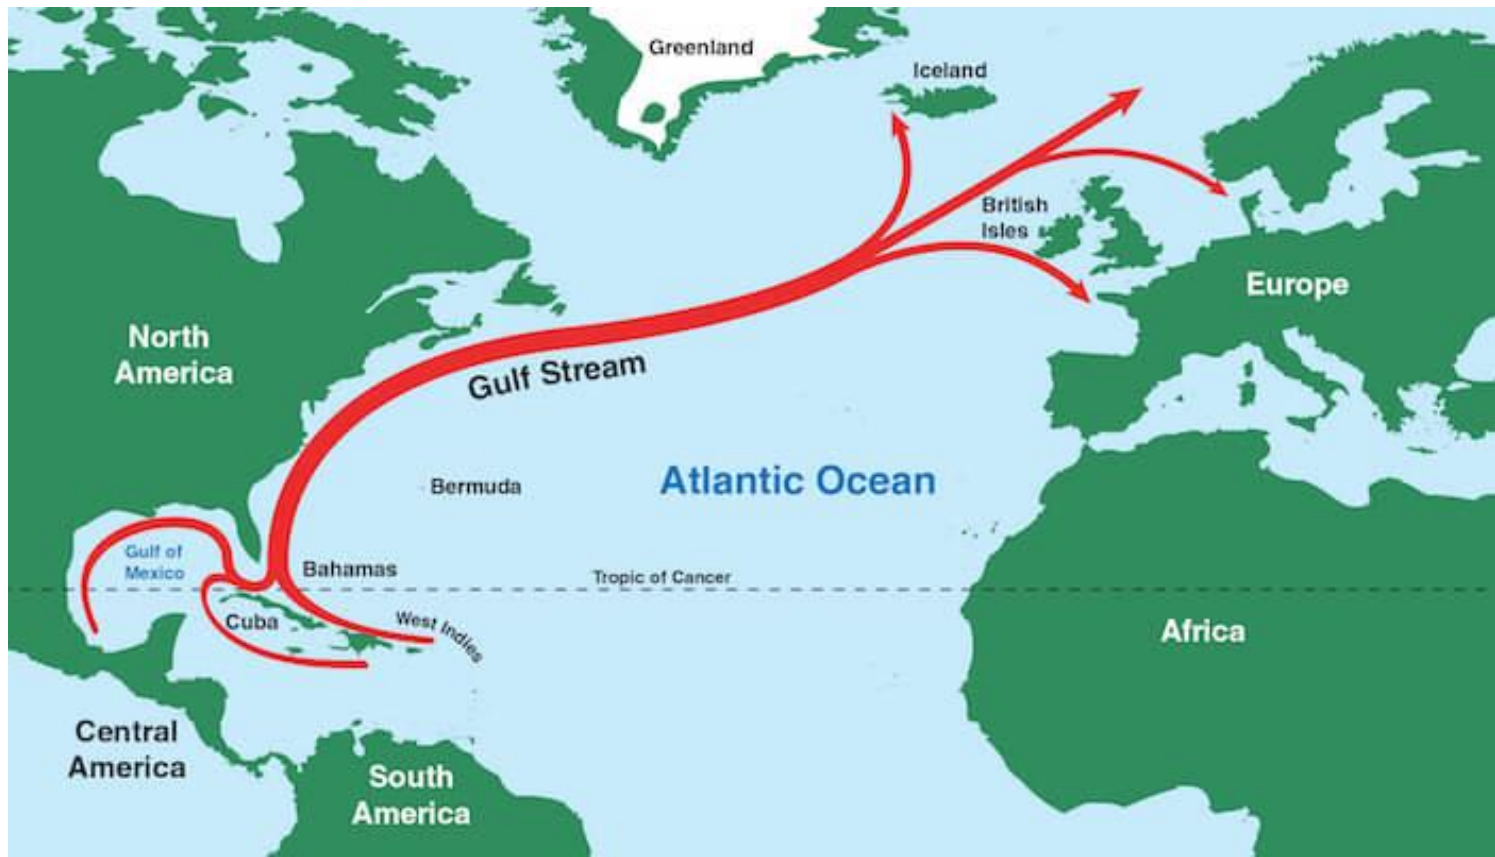 Greenland
Iceland
British
Isles
Europe
North
America
Gulf Stream
Atlantic Ocean
Bermuda
Gulf of
Mexico
Bahamas
Tropic of Cancer
Cuba
West Indies
Africa
Central
America
South
America